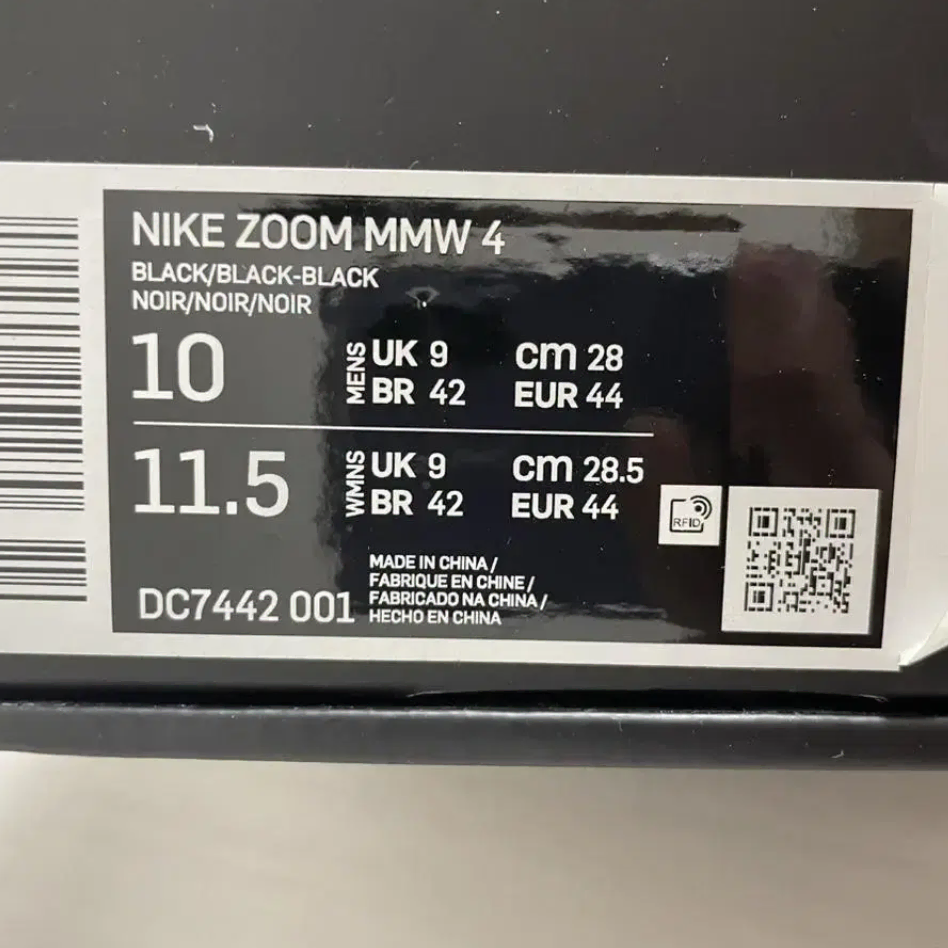 NIKE ZOOM MMW 4
BLACK/BLACK-BLACK
NOIR/NOIR/NOIR
10 MENS UK 9 cm 28
BR 42 EUR 44
11.5 WMNS UK 9 cm 28.5
BR 42 EUR 44
RFID
MADE IN CHINA /
FABRIQUE EN CHINE /
FABRICADO NA CHINA /
HECHO EN CHINA
DC7442 001